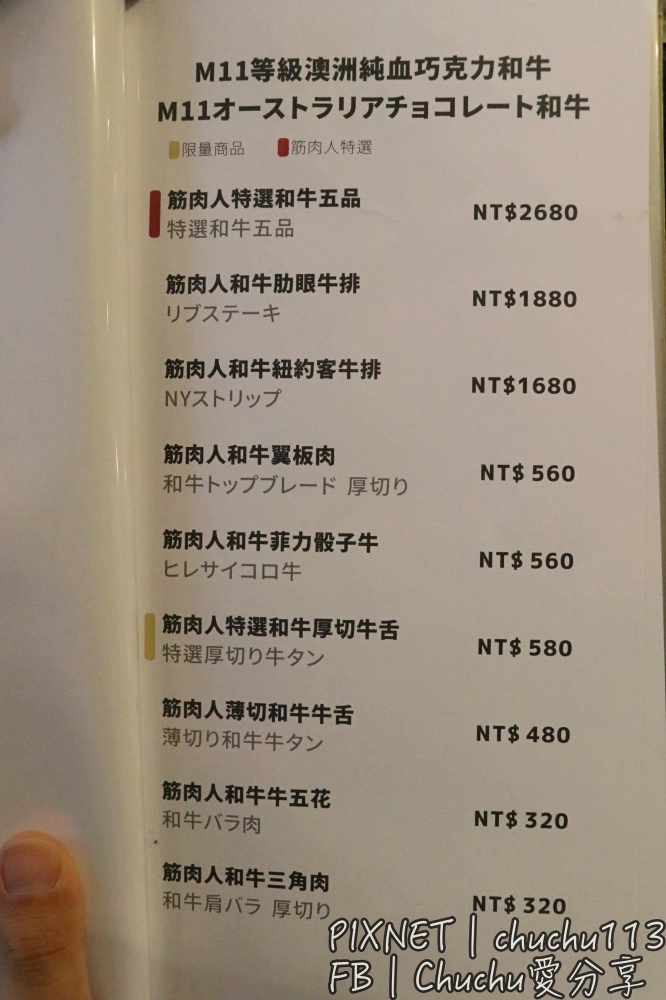 M11等級澳洲純血巧克力和牛
M11オーストラリアチョコレート和牛
限量商品 筋肉人特選
筋肉人特選和牛五品 NT$2680
特選和牛五品
筋肉人和牛肋眼牛排 NT$1880
リブステーキ
筋肉人和牛紐約客牛排 NT$1680
NYストリップ
筋肉人和牛翼板肉 NT$ 560
和牛トップブレード 厚切り
筋肉人和牛菲力骰子牛 NT$ 560
ヒレサイコロ牛
筋肉人特選和牛厚切牛舌 NT$ 580
特選厚切り牛タン
筋肉人薄切和牛牛舌 NT$ 480
薄切り和牛牛タン
筋肉人和牛牛五花 NT$ 320
和牛バラ肉
筋肉人和牛三角肉 NT$ 320
和牛肩バラ 厚切り
PIXNET | chuchu113
FB | Chuchu愛分享